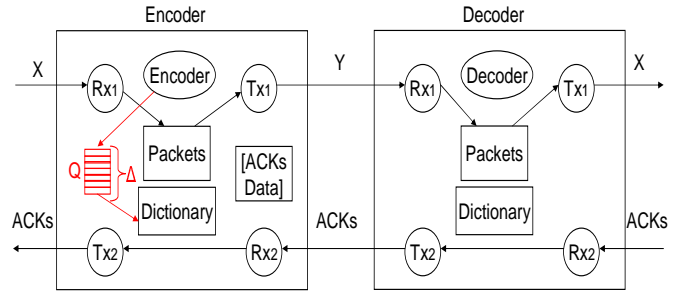 Encoder
Decoder
X
Y
X
Rx1
Encoder
Tx1
Rx1
Decoder
Tx1
Packets
Packets
Q
Δ
[ACKs
Data]
Dictionary
Dictionary
ACKs
ACKs
ACKs
Tx2
Rx2
Tx2
Rx2